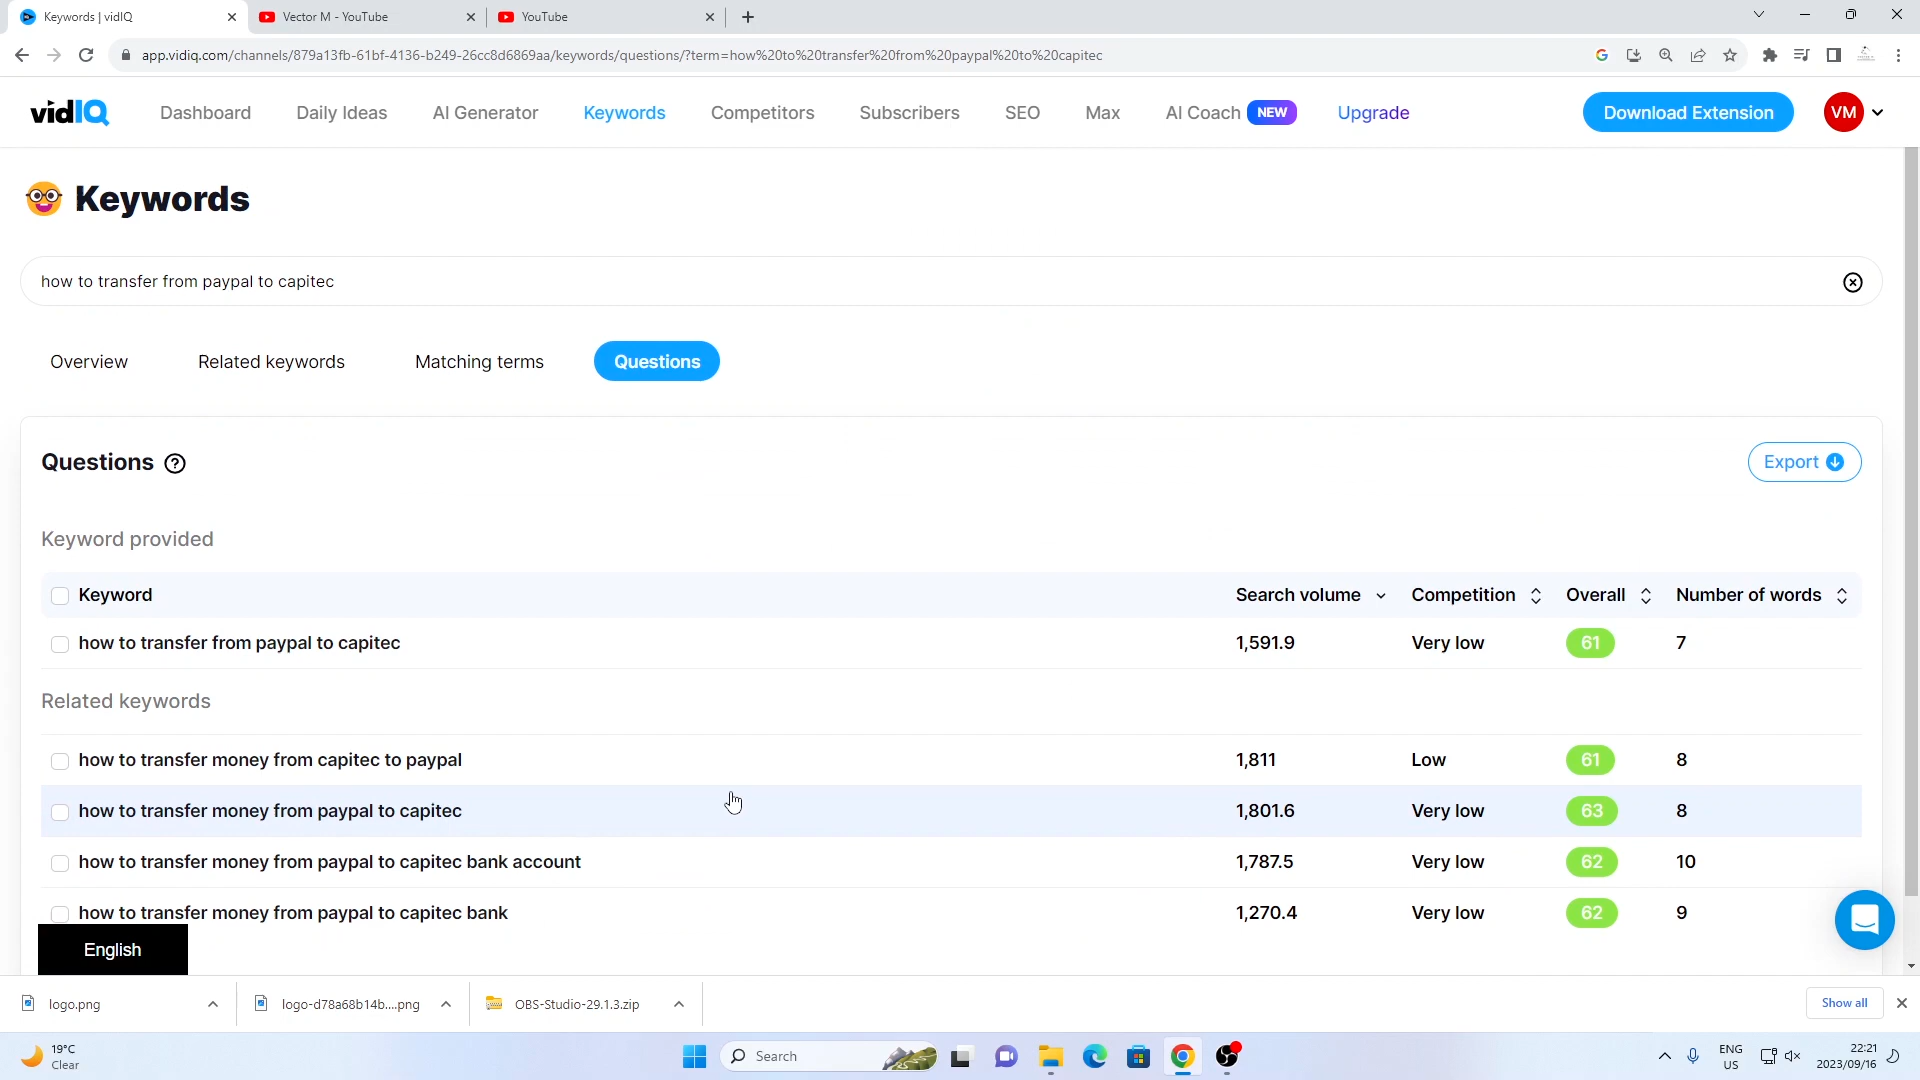 Keywords | vidIQ
Vector M - YouTube
YouTube
app.vidiq.com/channels/879a13fb-61bf-4136-b249-26cc8d6869aa/keywords/questions/?term=how%20to%20transfer%20from%20paypal%20to%20capitec
vidIQ Dashboard Daily Ideas AI Generator Keywords Competitors Subscribers SEO Max AI Coach NEW Upgrade Download Extension VM
Keywords
how to transfer from paypal to capitec
Overview Related keywords Matching terms Questions
Questions Export
Keyword provided
Keyword Search volume Competition Overall Number of words
how to transfer from paypal to capitec 1,591.9 Very low 61 7
Related keywords
how to transfer money from capitec to paypal 1,811 Low 61 8
how to transfer money from paypal to capitec 1,801.6 Very low 63 8
how to transfer money from paypal to capitec bank account 1,787.5 Very low 62 10
how to transfer money from paypal to capitec bank 1,270.4 Very low 62 9
English
logo.png logo-d78a68b14b....png OBS-Studio-29.1.3.zip Show all
19°C
Clear
Search
ENG
US
22:21
2023/09/16